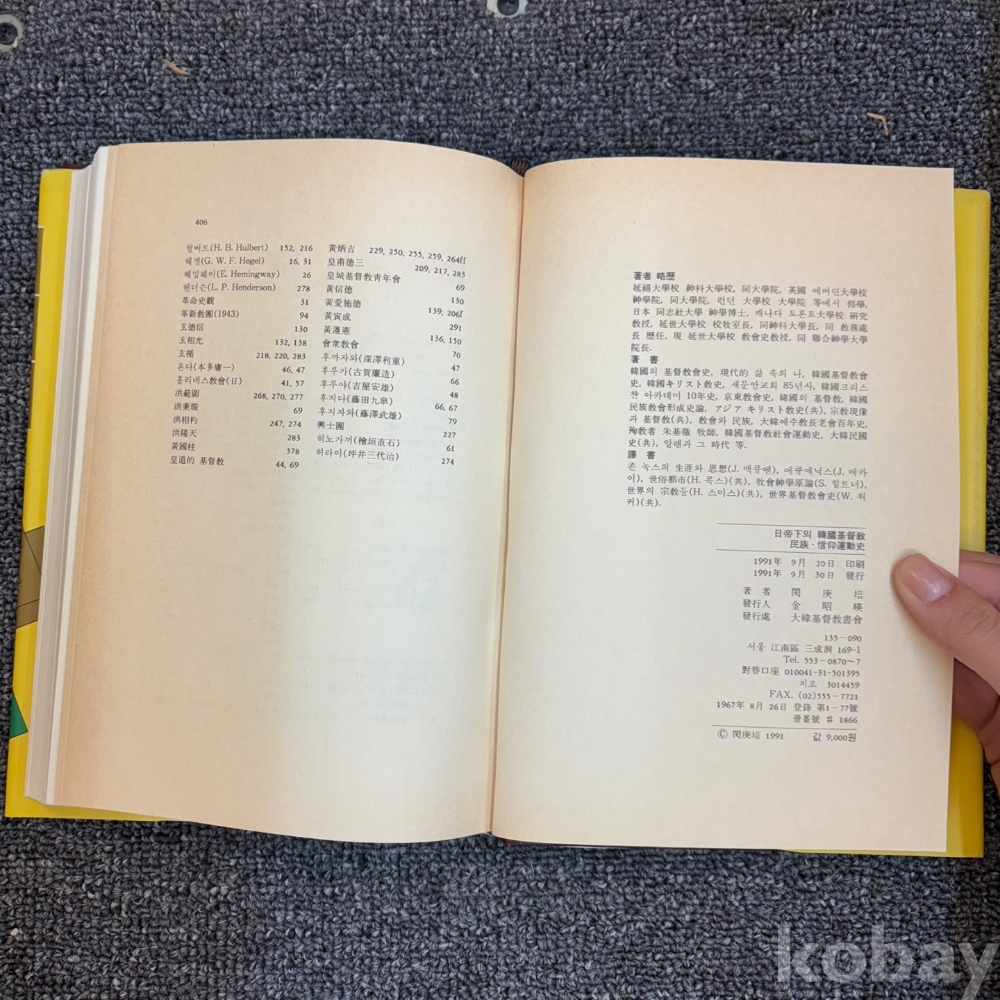 406
헐버트(H. B. Hulbert) 152, 216
헤겔(G. W. F. Hegel) 16, 31
헤밍웨이(E. Hemingway) 26
헨더슨(L. P. Henderson) 278
革命史觀 31
革新敎團(1943) 94
玄德信 130
玄相允 132, 138
玄楯 218, 220, 283
혼다(本多庸一) 46, 47
홀리네스敎會(日) 41, 57
洪範圖 268, 270, 277
洪秉璇 69
洪相杓 247, 274
洪陽天 283
黃國柱 378
皇道的 基督敎 44, 69
黃炳吉 229, 250, 255, 259, 264ff
皇甫德三 209, 217, 283
皇城基督敎靑年會 69
黃信德 130
黃愛施德 139, 206f
黃寅成 291
黃遵憲 136, 150
會衆敎會 70
후까자와(深澤利重) 47
후루가(古賀廉造) 66
후루야(吉屋安雄) 48
후지다(藤田九皐) 66, 67
후지자와(藤澤武雄) 79
興士團 227
히노가끼(檜垣直石) 61
히라이(坪井三代治) 274
著者 略歷
延禧大學校 神科大學校, 同大學院, 英國 에버딘大學校
神學院, 同大學院, 런던 大學校 大學院 等에서 修學,
日本 同志社大學 神學博士, 캐나다 토론토大學校 硏究
敎授, 延世大學校 校牧室長, 同神科大學長, 同 敎務處
長 歷任, 現 延世大學校 敎會史敎授, 同 聯合神學大學
院長.
著 書
韓國의 基督敎會史, 現代的 삶 속의 나, 韓國基督敎會
史, 韓國キリスト敎史, 새문안교회 85년사, 韓國크리스
찬 아카데미 10年史, 京東敎會史, 韓國의 基督敎, 韓國
民族敎會形成史論, アジア キリスト敎史(共), 宗敎現像
과 基督敎(共), 敎會와 民族, 大韓예수敎長老會百年史,
殉敎者 朱基徹 牧師, 韓國基督敎社會運動史, 大韓民國
史(共), 알렌과 그 時代 等.
譯 書
존 녹스의 生涯와 思想(J. 맥큐엔), 에큐메닉스(J. 매카
이), 世俗都市(H. 콕스)(共), 牧會神學原論(S. 힐트너),
世界의 宗敎들(H. 스미스)(共), 世界基督敎會史(W. 워
커)(共).
日帝下의 韓國基督敎
民族·信仰運動史
1991年 9月 20日 印刷
1991年 9月 30日 發行
著 者 閔 庚 培
發行人 金 昭 暎
發行處 大韓基督敎書會
135-090
서울 江南區 三成洞 169-1
Tel. 553-0870~7
對替口座 010041-31-501395
지로 3014459
FAX. (02)555-7721
1967年 8月 26日 登錄 第1-77號
册番號 # 1866
© 閔庚培 1991 값 9,000원
kobay